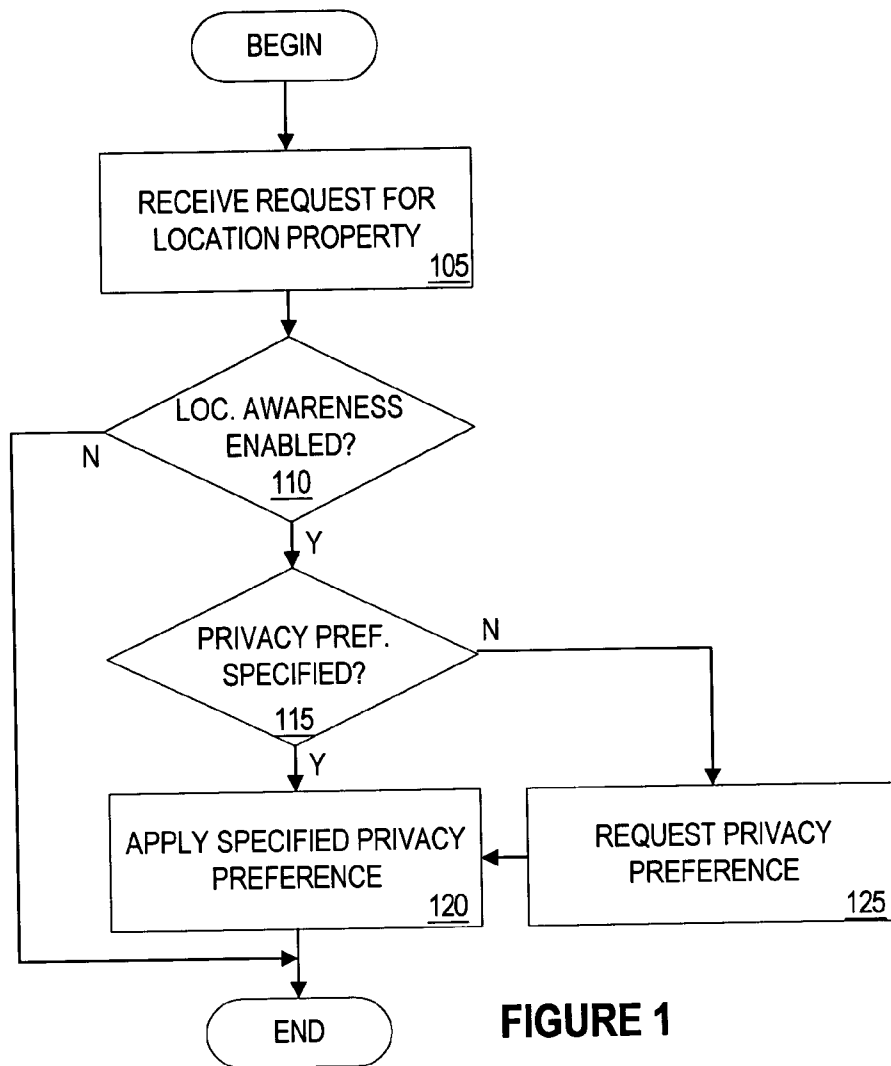 BEGIN
RECEIVE REQUEST FOR
LOCATION PROPERTY
105
LOC. AWARENESS
ENABLED?
110
N
Y
PRIVACY PREF.
SPECIFIED?
115
N
Y
APPLY SPECIFIED PRIVACY
PREFERENCE
120
REQUEST PRIVACY
PREFERENCE
125
END
FIGURE 1